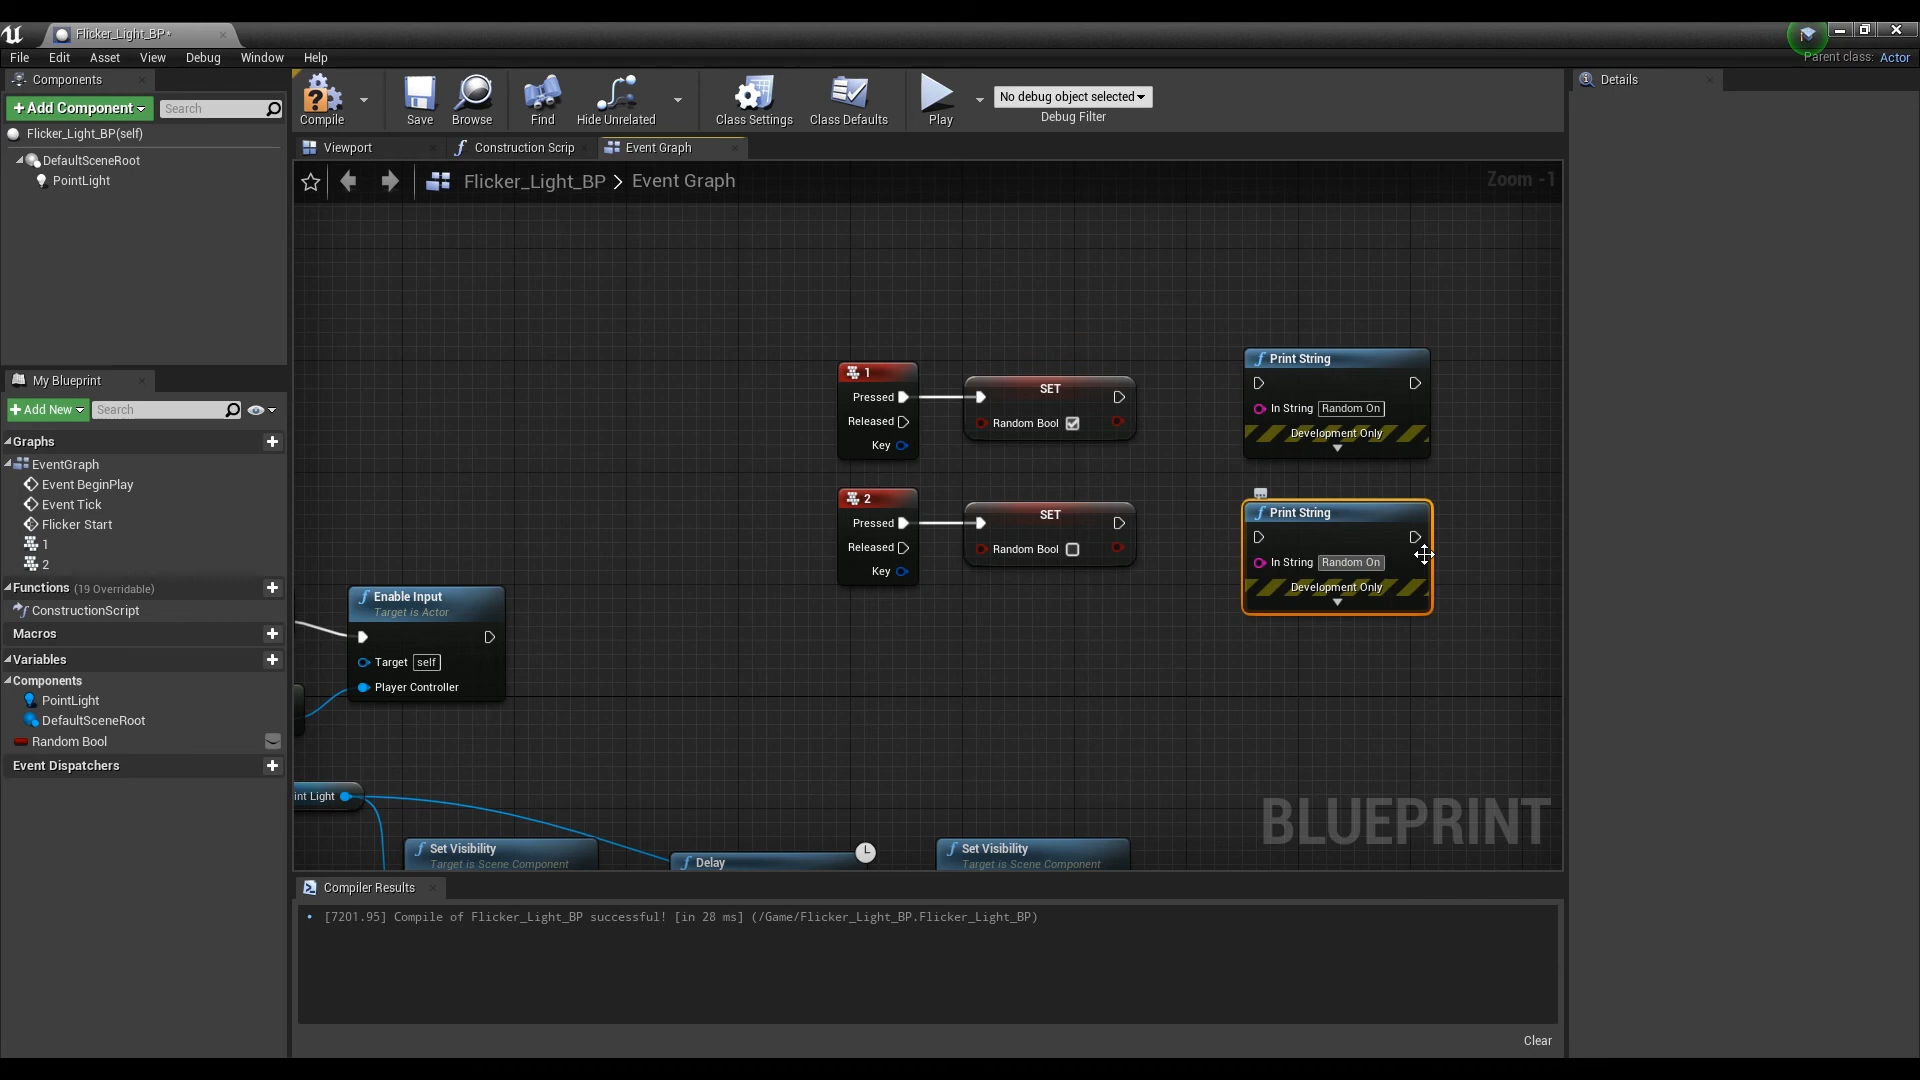 Flicker_Light_BP*
File Edit Asset View Debug Window Help
Parent class: Actor
Components
+ Add Component
Search
Flicker_Light_BP(self)
DefaultSceneRoot
PointLight
Compile
Save
Browse
Find
Hide Unrelated
Class Settings
Class Defaults
Play
No debug object selected
Debug Filter
Details
Viewport
Construction Scrip
Event Graph
Flicker_Light_BP > Event Graph
Zoom -1
My Blueprint
+ Add New
Search
Graphs
EventGraph
Event BeginPlay
Event Tick
Flicker Start
1
2
Functions (19 Overridable)
ConstructionScript
Macros
Variables
Components
PointLight
DefaultSceneRoot
Random Bool
Event Dispatchers
1
Pressed
Released
Key
SET
Random Bool
Print String
In String Random On
Development Only
2
Pressed
Released
Key
SET
Random Bool
Print String
In String Random On
Development Only
Enable Input
Target is Actor
Target self
Player Controller
int Light
Set Visibility
Target is Scene Component
Delay
Set Visibility
Target is Scene Component
BLUEPRINT
Compiler Results
[7201.95] Compile of Flicker_Light_BP successful! [in 28 ms] (/Game/Flicker_Light_BP.Flicker_Light_BP)
Clear